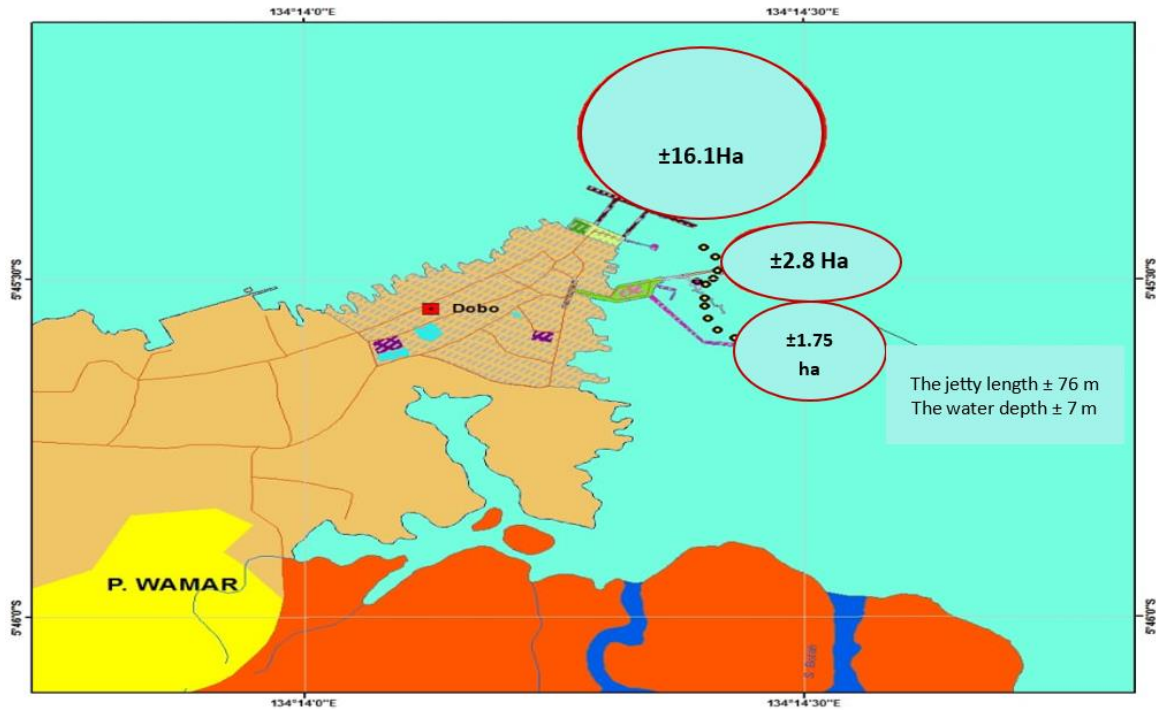 134°14'0"E
134°14'30"E
±16.1Ha
±2.8 Ha
5°45'30"S
5°45'30"S
Dobo
±1.75
ha
The jetty length ± 76 m
The water depth ± 7 m
P. WAMAR
5°46'0"S
5°46'0"S
134°14'0"E
134°14'30"E